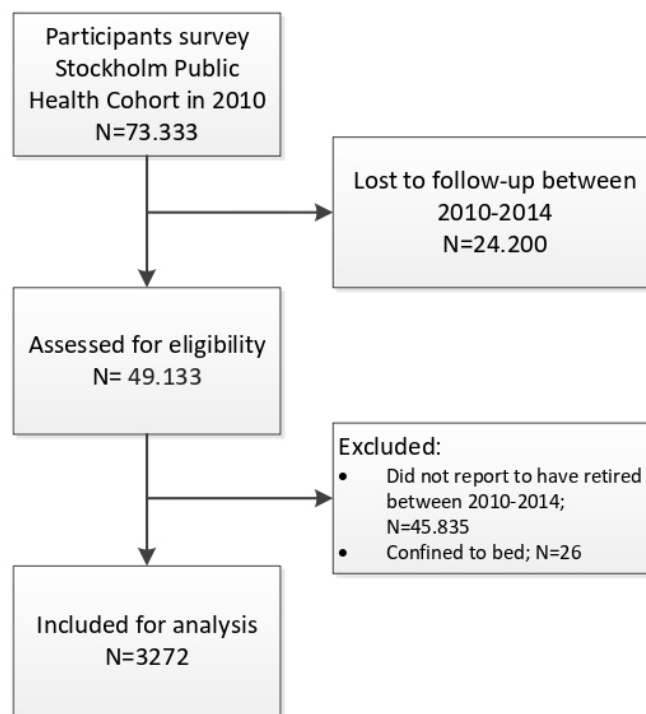 Participants survey
Stockholm Public
Health Cohort in 2010
N=73.333
Lost to follow-up between
2010-2014
N=24.200
Assessed for eligibility
N= 49.133
Excluded:
• Did not report to have retired
between 2010-2014;
N=45.835
• Confined to bed; N=26
Included for analysis
N=3272